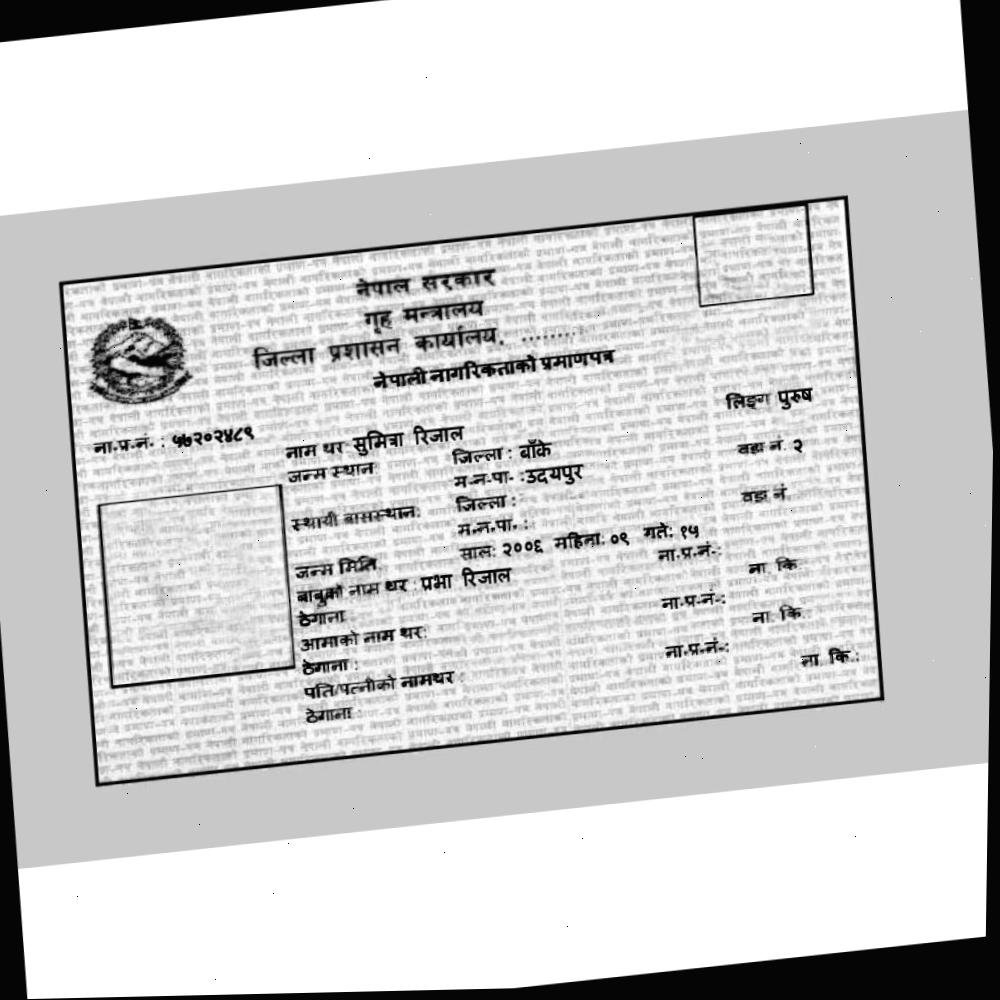 नेपाल सरकार
गृह मन्त्रालय
जिल्ला प्रशासन कार्यालय, ........
नेपाली नागरिकताको प्रमाणपत्र
लिङ्ग पुरुष
ना.प्र.नं. : ५७२०२४८९
नाम थर सुमित्रा रिजाल
जन्म स्थान: जिल्ला : बाँके वडा नं. २
म.न.पा. :उदयपुर
स्थायी बासस्थान: जिल्ला : वडा नं.
म.न.पा. :
जन्म मिति: साल: २००६ महिना: ०९ गते: १५
बाबुको नाम थर : प्रभा रिजाल ना.प्र.नं.:
ठेगाना : ना. कि.
आमाको नाम थर: ना.प्र.नं.:
ठेगाना : ना. कि.
पति/पत्नीको नामथर : ना.प्र.नं.:
ठेगाना : ना. कि.: